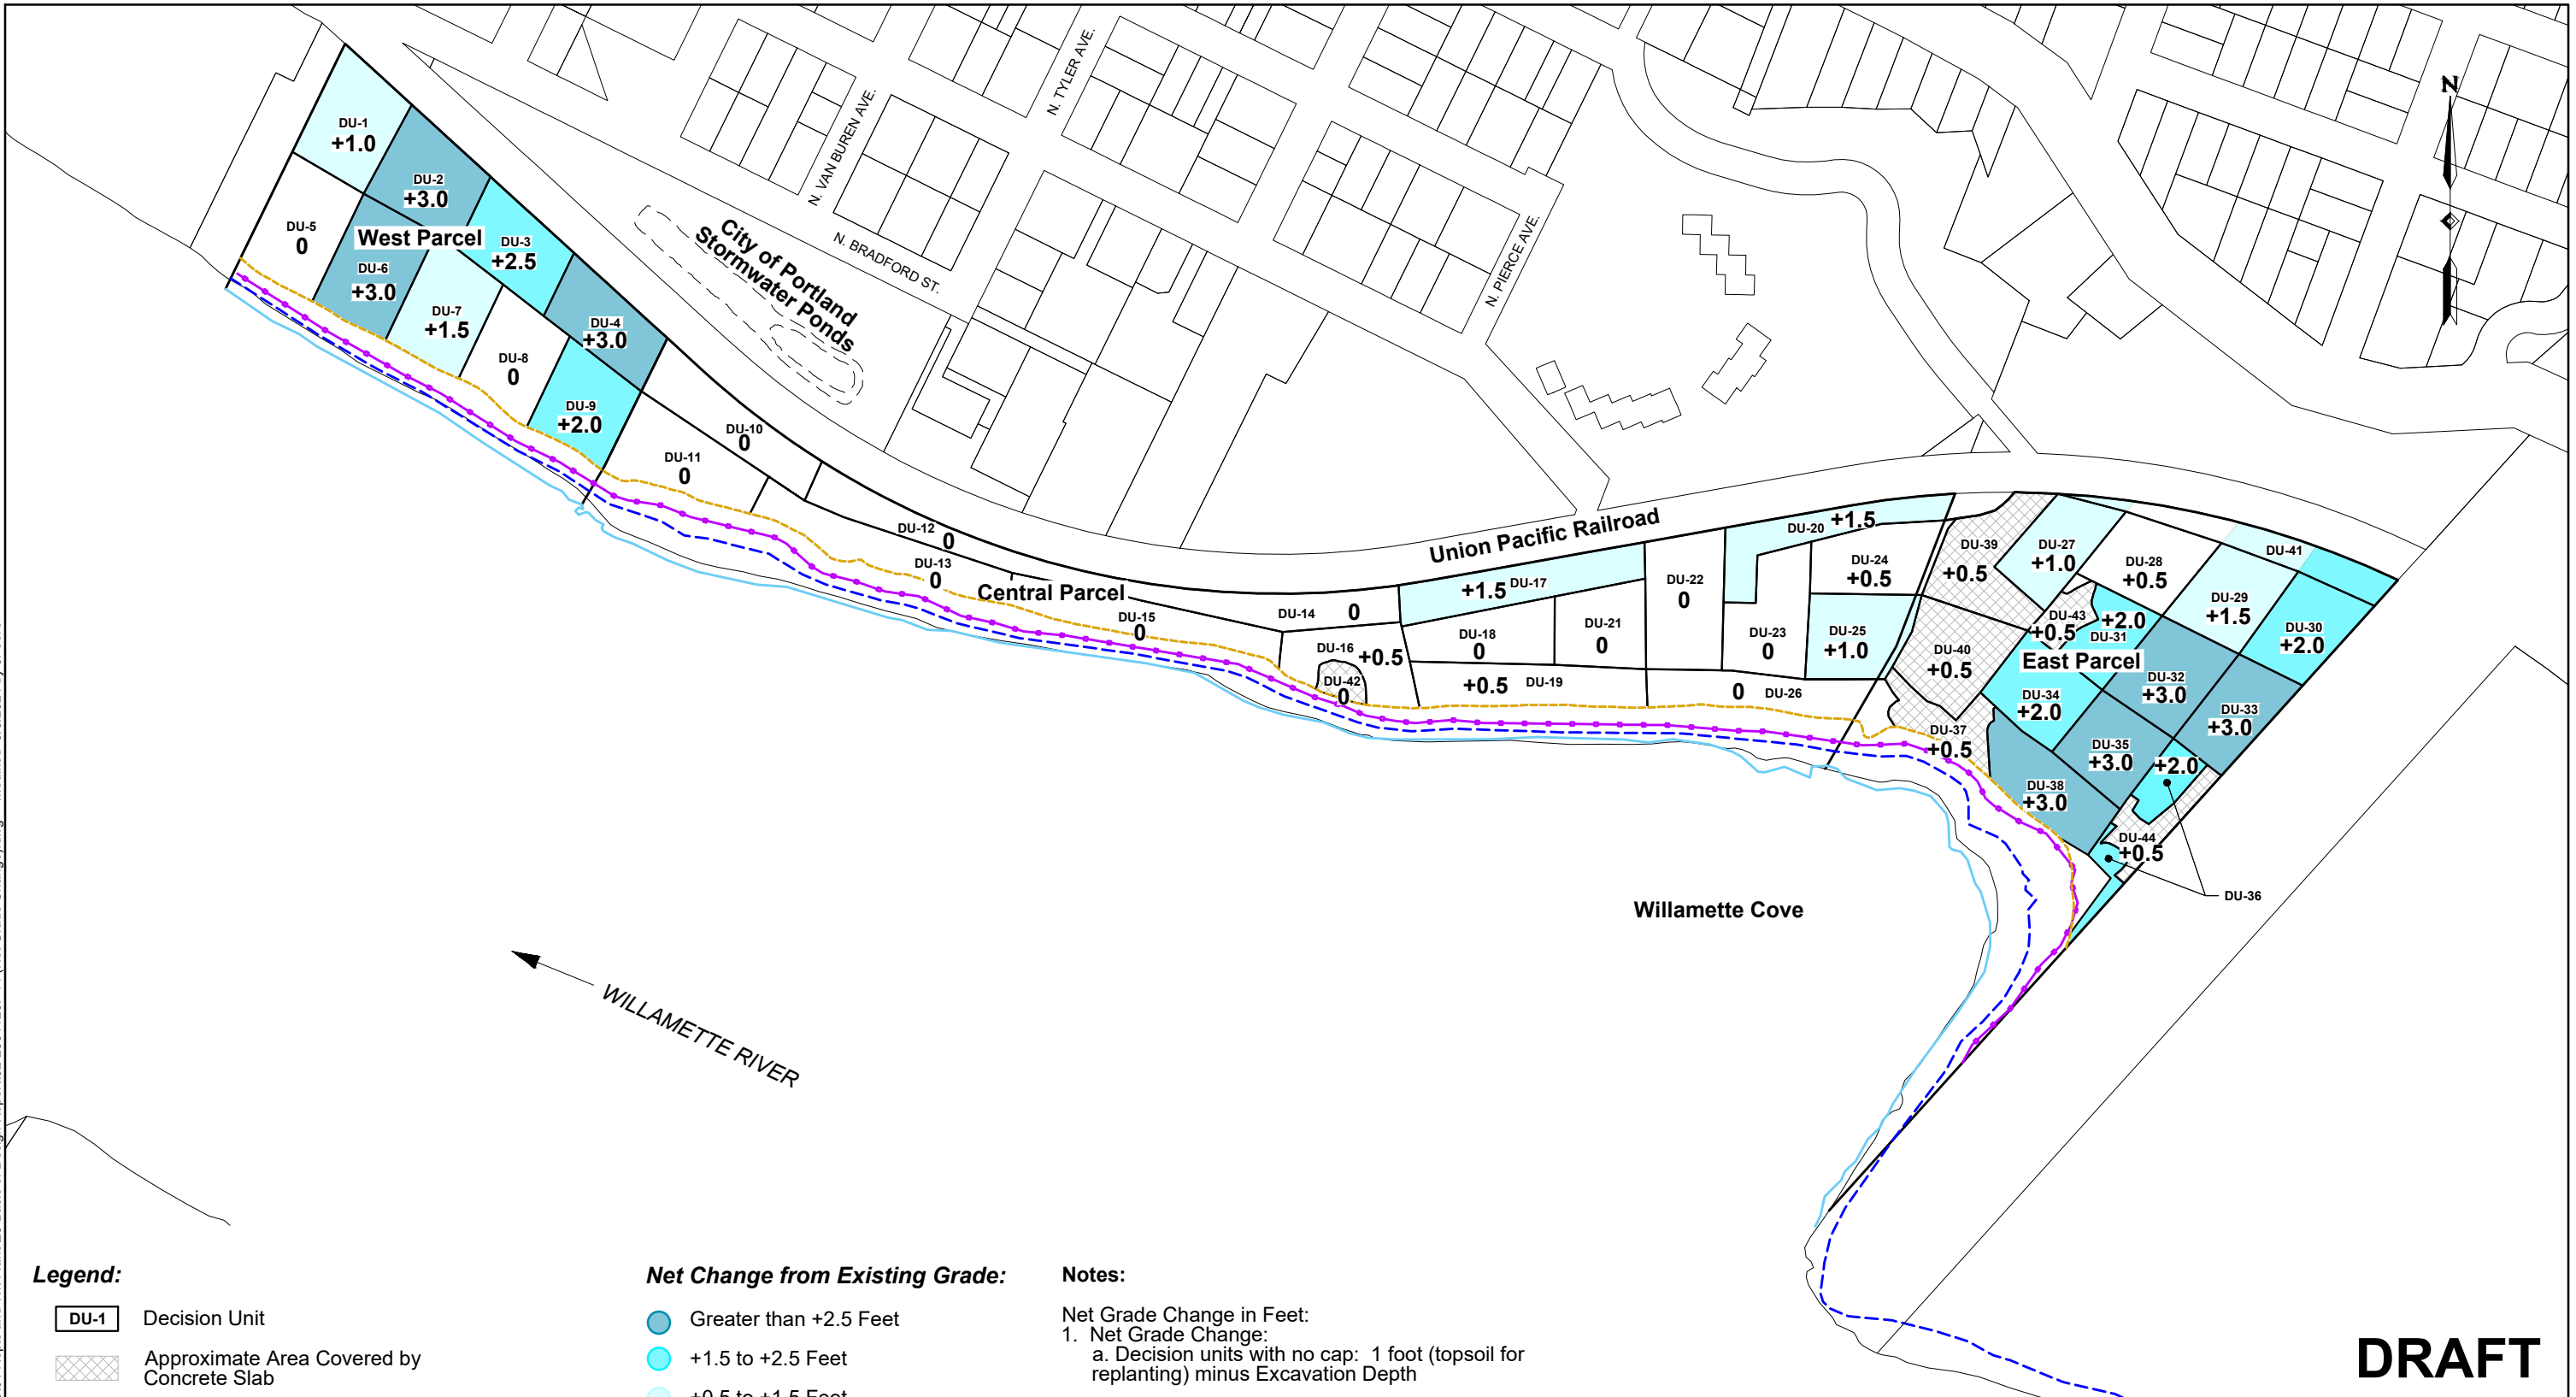 N
N. TYLER AVE.
N. VAN BUREN AVE.
N. BRADFORD ST.
N. PIERCE AVE.
City of Portland
Stormwater Ponds
Union Pacific Railroad
DU-1
+1.0
DU-2
+3.0
DU-3
+2.5
DU-4
+3.0
DU-5
0
West Parcel
DU-6
+3.0
DU-7
+1.5
DU-8
0
DU-9
+2.0
DU-10
0
DU-11
0
DU-12
0
DU-13
0
Central Parcel
DU-14
0
DU-15
0
DU-16
+0.5
DU-42
0
+1.5 DU-17
DU-18
0
+0.5 DU-19
DU-20 +1.5
DU-21
0
DU-22
0
DU-23
0
DU-24
+0.5
DU-25
+1.0
0 DU-26
DU-39
+0.5
DU-27
+1.0
DU-28
+0.5
DU-41
DU-29
+1.5
DU-30
+2.0
DU-43
+0.5
+2.0
DU-31
East Parcel
DU-40
+0.5
DU-32
+3.0
DU-33
+3.0
DU-34
+2.0
DU-35
+3.0
+2.0
DU-37
+0.5
DU-38
+3.0
DU-44
+0.5
DU-36
Willamette Cove
WILLAMETTE RIVER
Legend:
DU-1 Decision Unit
Approximate Area Covered by
Concrete Slab
Net Change from Existing Grade:
Greater than +2.5 Feet
+1.5 to +2.5 Feet
+0.5 to +1.5 Feet
Notes:
Net Grade Change in Feet:
1. Net Grade Change:
a. Decision units with no cap: 1 foot (topsoil for
replanting) minus Excavation Depth
DRAFT